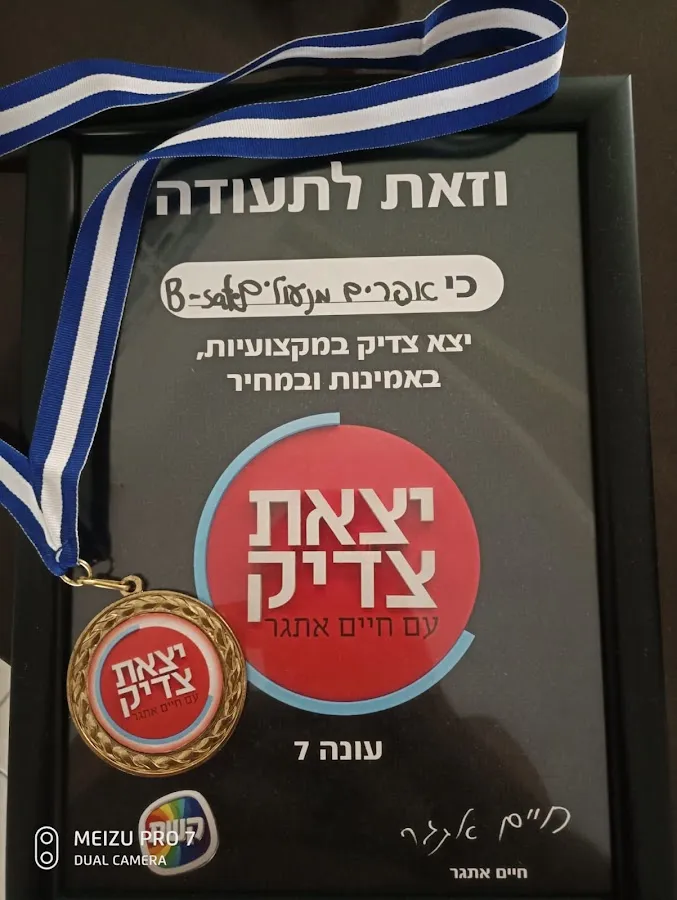 וזאת לתעודה
כי אפרים מנעולים B-safe
יצא צדיק במקצועיות,
באמינות ובמחיר
יצאת
צדיק
עם חיים אתגר
יצאת
צדיק
עם חיים אתגר
עונה 7
קשת
חיים אתגר
חיים אתגר
MEIZU PRO 7
DUAL CAMERA